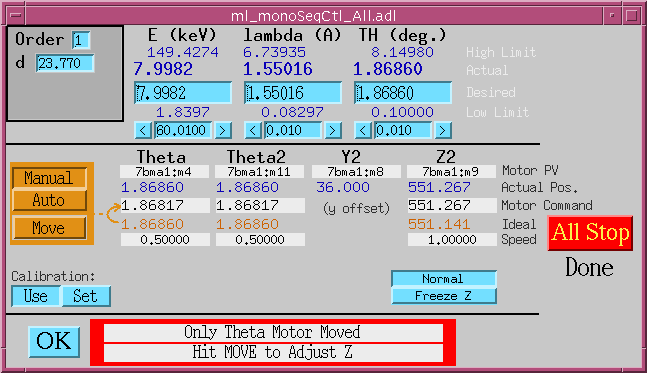 ml_monoSeqCtl_All.adl
Order 1
d 23.770
E (keV) lambda (A) TH (deg.)
149.4274 6.73935 8.14980 High Limit
7.9982 1.55016 1.86860 Actual
7.9982 1.55016 1.86860 Desired
1.8397 0.08297 0.10000 Low Limit
< 60.0100 > < 0.010 > < 0.010 >
Theta Theta2 Y2 Z2
7bma1:m4 7bma1:m11 7bma1:m8 7bma1:m9 Motor PV
Manual 1.86860 1.86860 36.000 551.267 Actual Pos.
Auto 1.86817 1.86817 (y offset) 551.267 Motor Command
Move 1.86860 1.86860 551.141 Ideal
0.50000 0.50000 1.00000 Speed
All Stop
Done
Calibration:
Use Set
Normal
Freeze Z
OK
Only Theta Motor Moved
Hit MOVE to Adjust Z